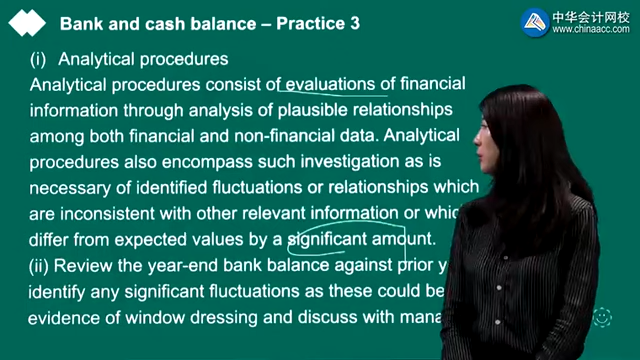 Bank and cash balance – Practice 3
中华会计网校
www.chinaacc.com
(i) Analytical procedures
Analytical procedures consist of evaluations of financial
information through analysis of plausible relationships
among both financial and non-financial data. Analytical
procedures also encompass such investigation as is
necessary of identified fluctuations or relationships which
are inconsistent with other relevant information or which
differ from expected values by a significant amount.
(ii) Review the year-end bank balance against prior
identify any significant fluctuations as these could be
evidence of window dressing and discuss with